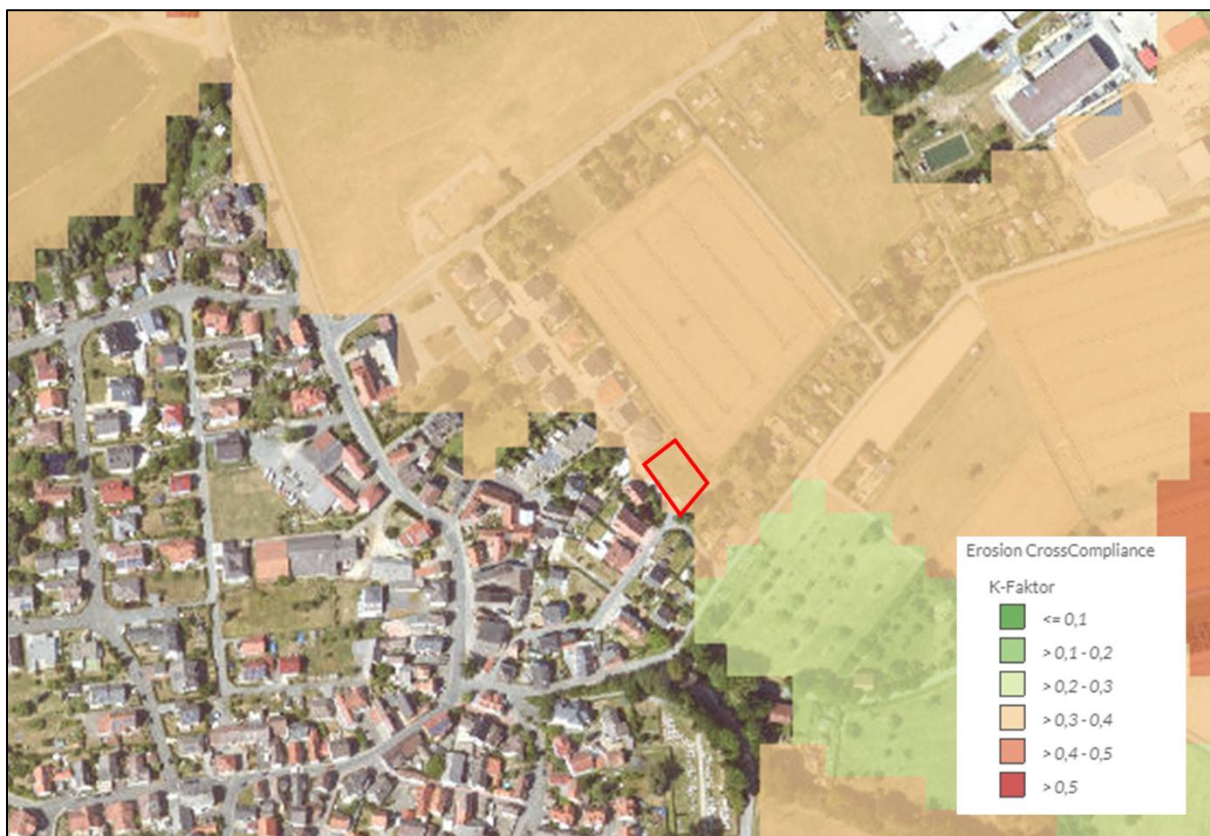 Erosion CrossCompliance
K-Faktor
<= 0,1
> 0,1 - 0,2
> 0,2 - 0,3
> 0,3 - 0,4
> 0,4 - 0,5
> 0,5